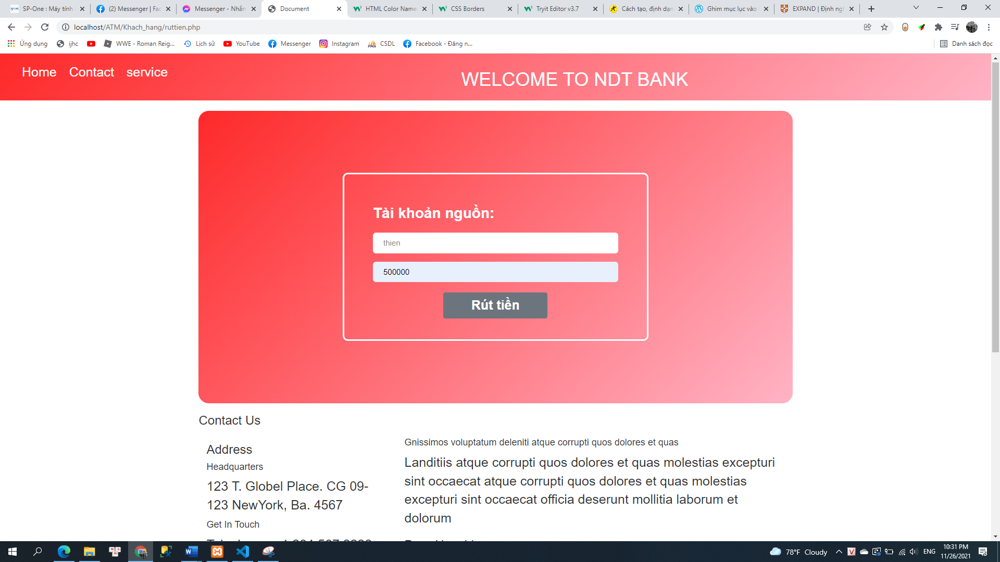 SP-One : Máy tính
(2) Messenger | Fac
Messenger - Nhắn
Document
HTML Color Name
CSS Borders
Tryit Editor v3.7
Cách tạo, định dạn
Ghim mục lục vào
EXPAND | Định ngh
localhost/ATM/Khach_hang/ruttien.php
Ứng dụng
ijhc
WWE - Roman Reig...
Lịch sử
YouTube
Messenger
Instagram
CSDL
Facebook - Đăng n...
Danh sách đọc
Home Contact service
WELCOME TO NDT BANK
Tài khoản nguồn:
thien
500000
Rút tiền
Contact Us
Address
Headquarters
123 T. Globel Place. CG 09-
123 NewYork, Ba. 4567
Get In Touch
Gnissimos voluptatum deleniti atque corrupti quos dolores et quas
Landitiis atque corrupti quos dolores et quas molestias excepturi
sint occaecat atque corrupti quos dolores et quas molestias
excepturi sint occaecat officia deserunt mollitia laborum et
dolorum
78°F Cloudy
ENG
10:31 PM
11/26/2021